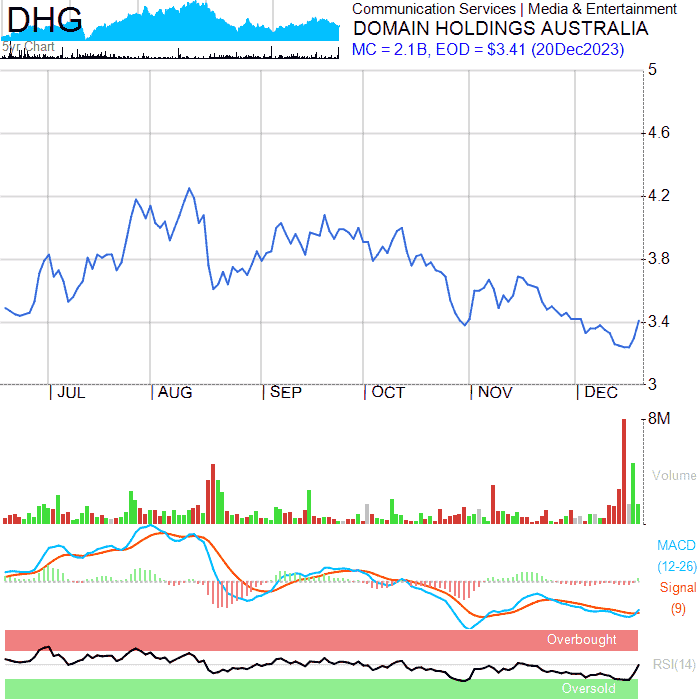 DHG
5yr Chart
Communication Services | Media & Entertainment
DOMAIN HOLDINGS AUSTRALIA
MC = 2.1B, EOD = $3.41 (20Dec2023)
5
4.6
4.2
3.8
3.4
3
JUL AUG SEP OCT NOV DEC
8M
Volume
MACD
(12-26)
Signal
(9)
Overbought
RSI(14)
Oversold